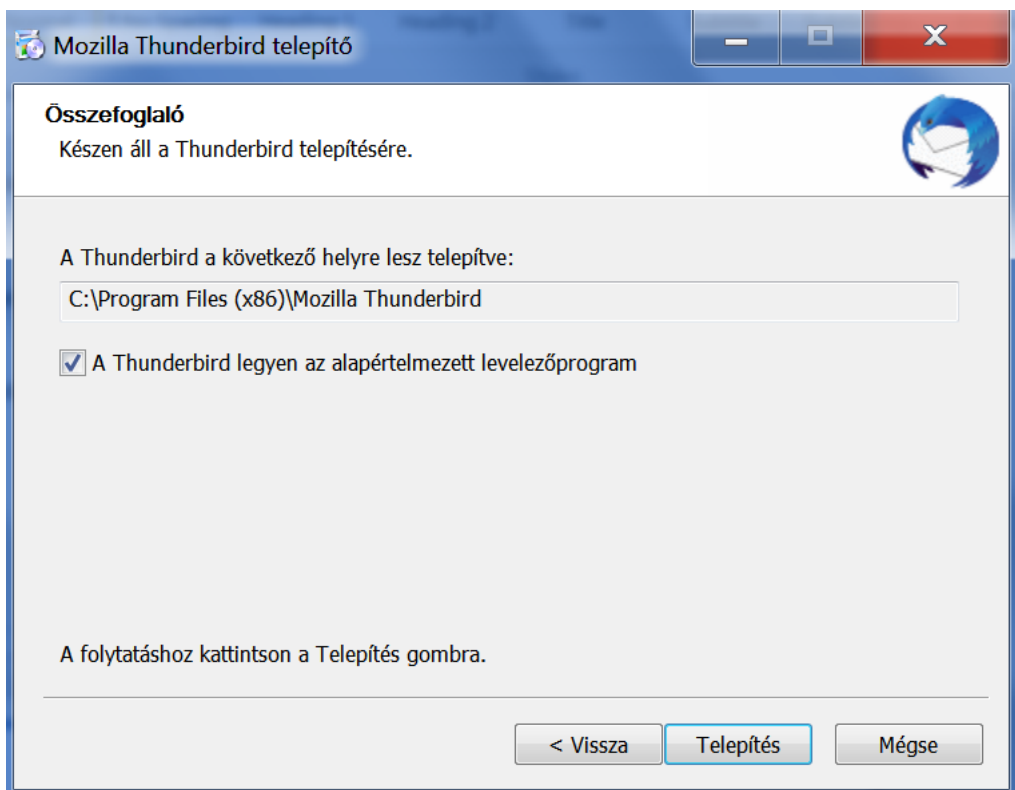 Mozilla Thunderbird telepítő
Összefoglaló
Készen áll a Thunderbird telepítésére.
A Thunderbird a következő helyre lesz telepítve:
C:\Program Files (x86)\Mozilla Thunderbird
A Thunderbird legyen az alapértelmezett levelezőprogram
A folytatáshoz kattintson a Telepítés gombra.
< Vissza Telepítés Mégse